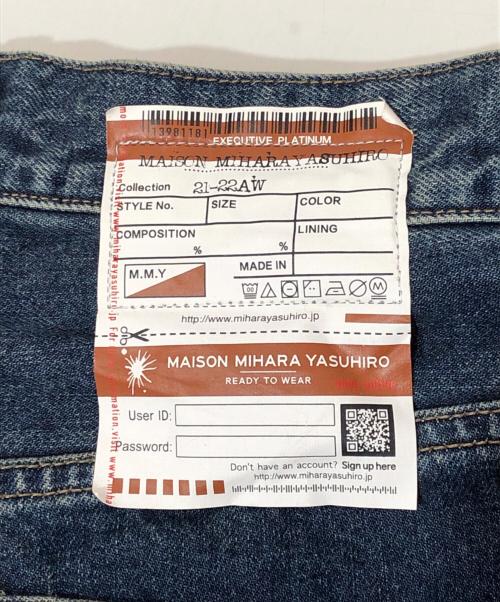 13981181
EXECUTIVE PLATINUM
MAISON MIHARAYASUHIRO
Collection 21-22AW
STYLE No. SIZE COLOR
COMPOSITION LINING
% %
M.M.Y MADE IN
http://www.miharayasuhiro.jp
MAISON MIHARA YASUHIRO
READY TO WEAR
User ID:
Password:
Don't have an account? Sign up here
http://www.miharayasuhiro.jp